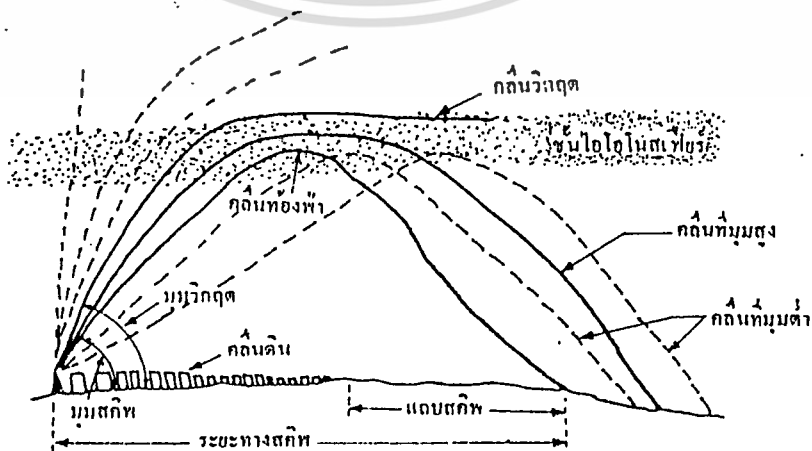 คลื่นวิกฤต
ชั้นไอโอโนสเฟียร์
คลื่นท้องฟ้า
คลื่นที่มุมสูง
มุมวิกฤต
คลื่นที่มุมต่ำ
คลื่นดิน
มุมสกิพ
แถบสกิพ
ระยะทางสกิพ